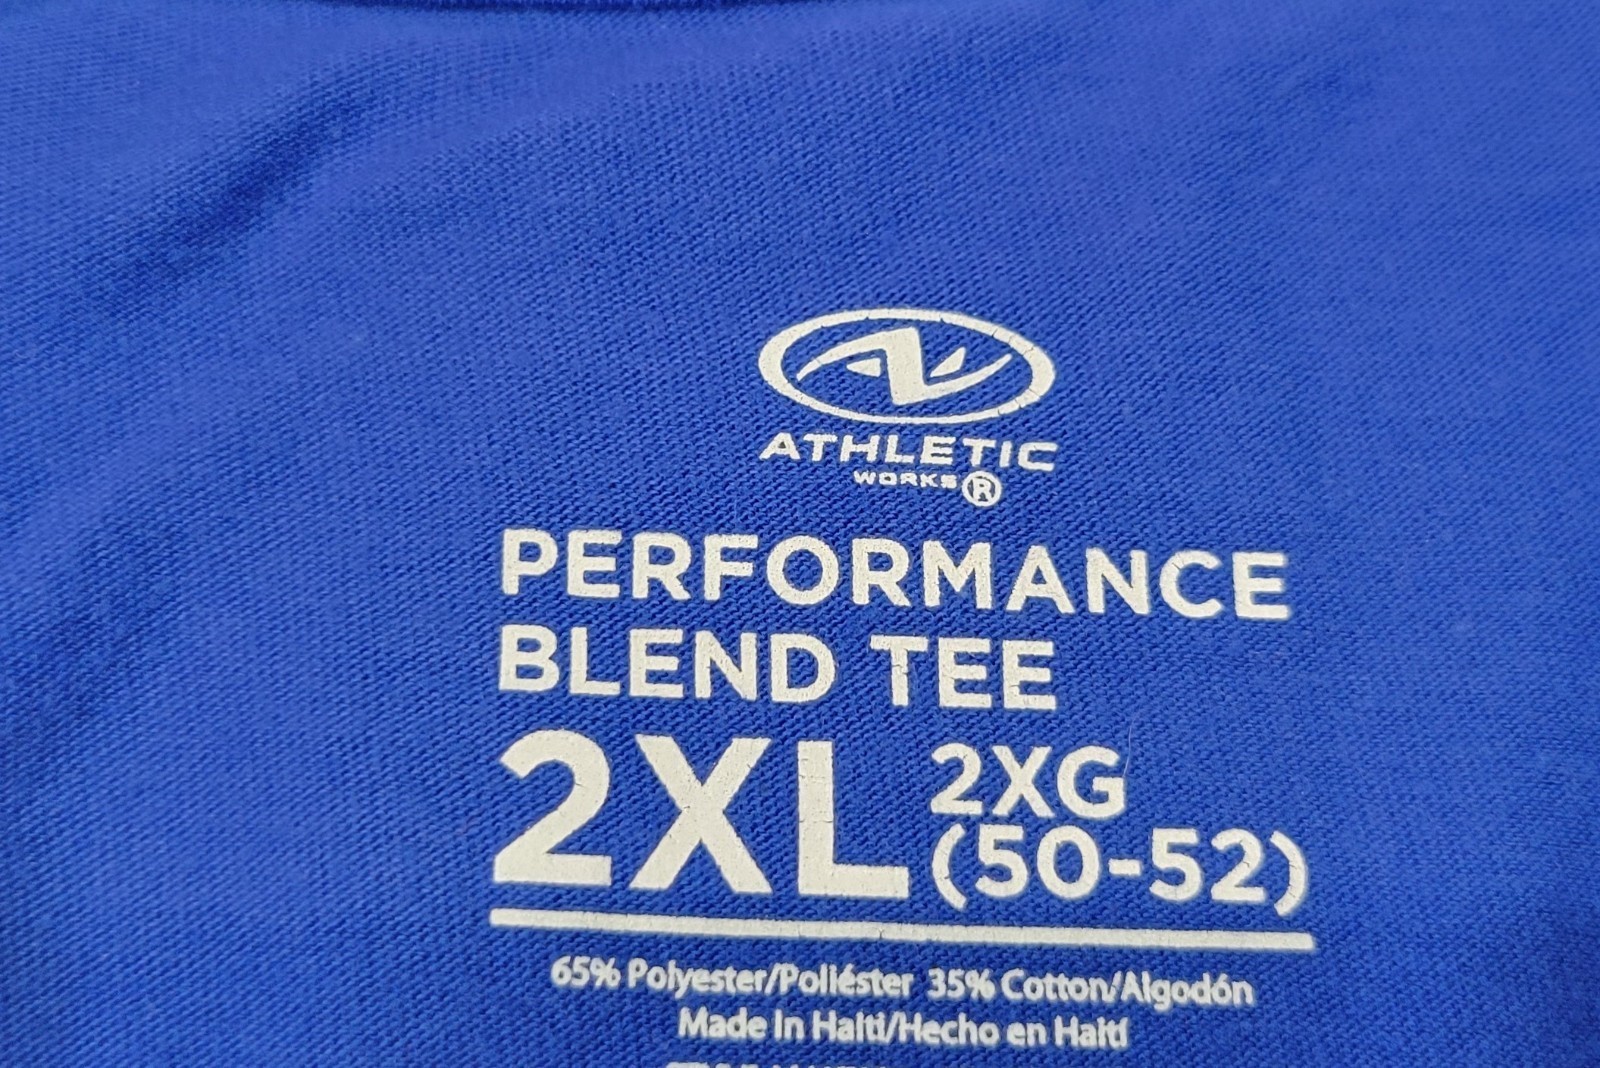 ATHLETIC
WORKS®
PERFORMANCE
BLEND TEE
2XL 2XG
(50-52)
65% Polyester/Poliéster 35% Cotton/Algodón
Made in Haiti/Hecho en Haití